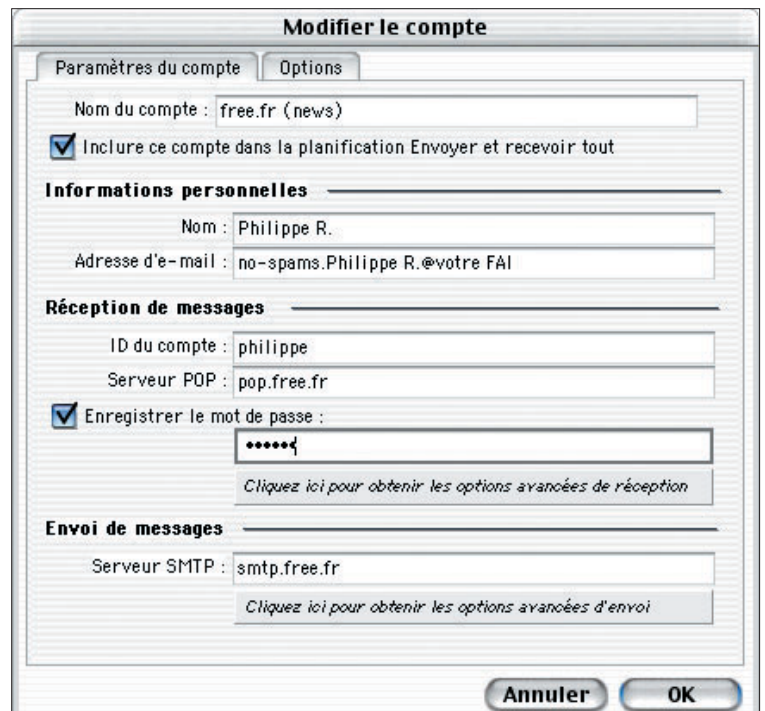 Modifier le compte
Paramètres du compte Options
Nom du compte : free.fr (news)
Inclure ce compte dans la planification Envoyer et recevoir tout
Informations personnelles
Nom : Philippe R.
Adresse d'e-mail : no-spams.Philippe R.@votre FAI
Réception de messages
ID du compte : philippe
Serveur POP : pop.free.fr
Enregistrer le mot de passe :
••••••
Cliquez ici pour obtenir les options avancées de réception
Envoi de messages
Serveur SMTP : smtp.free.fr
Cliquez ici pour obtenir les options avancées d'envoi
Annuler OK